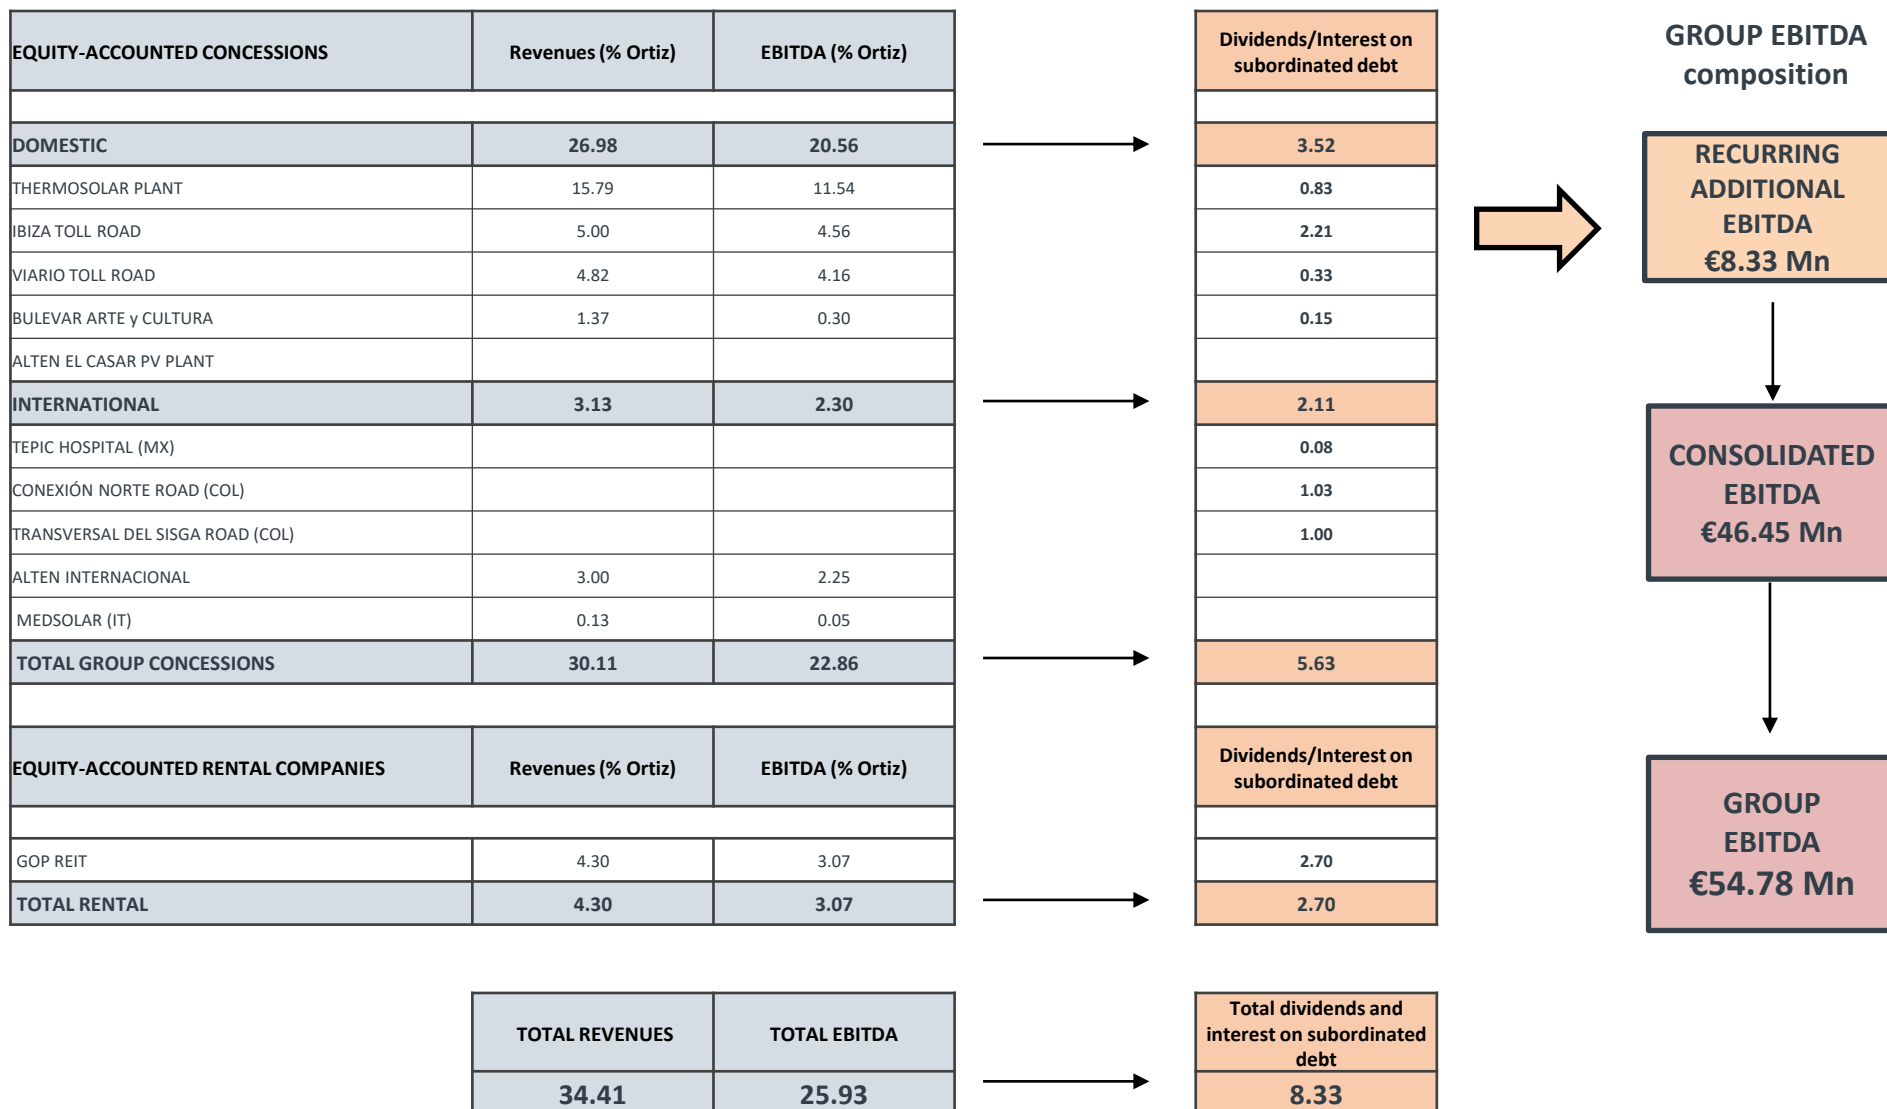 EQUITY-ACCOUNTED CONCESSIONS Revenues (% Ortiz) EBITDA (% Ortiz) Dividends/Interest on
subordinated debt
GROUP EBITDA
composition
DOMESTIC 26.98 20.56 3.52
THERMOSOLAR PLANT 15.79 11.54 0.83
IBIZA TOLL ROAD 5.00 4.56 2.21
VIARIO TOLL ROAD 4.82 4.16 0.33
BULEVAR ARTE y CULTURA 1.37 0.30 0.15
ALTEN EL CASAR PV PLANT
INTERNATIONAL 3.13 2.30 2.11
TEPIC HOSPITAL (MX) 0.08
CONEXIÓN NORTE ROAD (COL) 1.03
TRANSVERSAL DEL SISGA ROAD (COL) 1.00
ALTEN INTERNACIONAL 3.00 2.25
MEDSOLAR (IT) 0.13 0.05
TOTAL GROUP CONCESSIONS 30.11 22.86 5.63
EQUITY-ACCOUNTED RENTAL COMPANIES Revenues (% Ortiz) EBITDA (% Ortiz) Dividends/Interest on
subordinated debt
GOP REIT 4.30 3.07 2.70
TOTAL RENTAL 4.30 3.07 2.70
TOTAL REVENUES TOTAL EBITDA Total dividends and
interest on subordinated
debt
34.41 25.93 8.33
RECURRING
ADDITIONAL
EBITDA
€8.33 Mn
CONSOLIDATED
EBITDA
€46.45 Mn
GROUP
EBITDA
€54.78 Mn